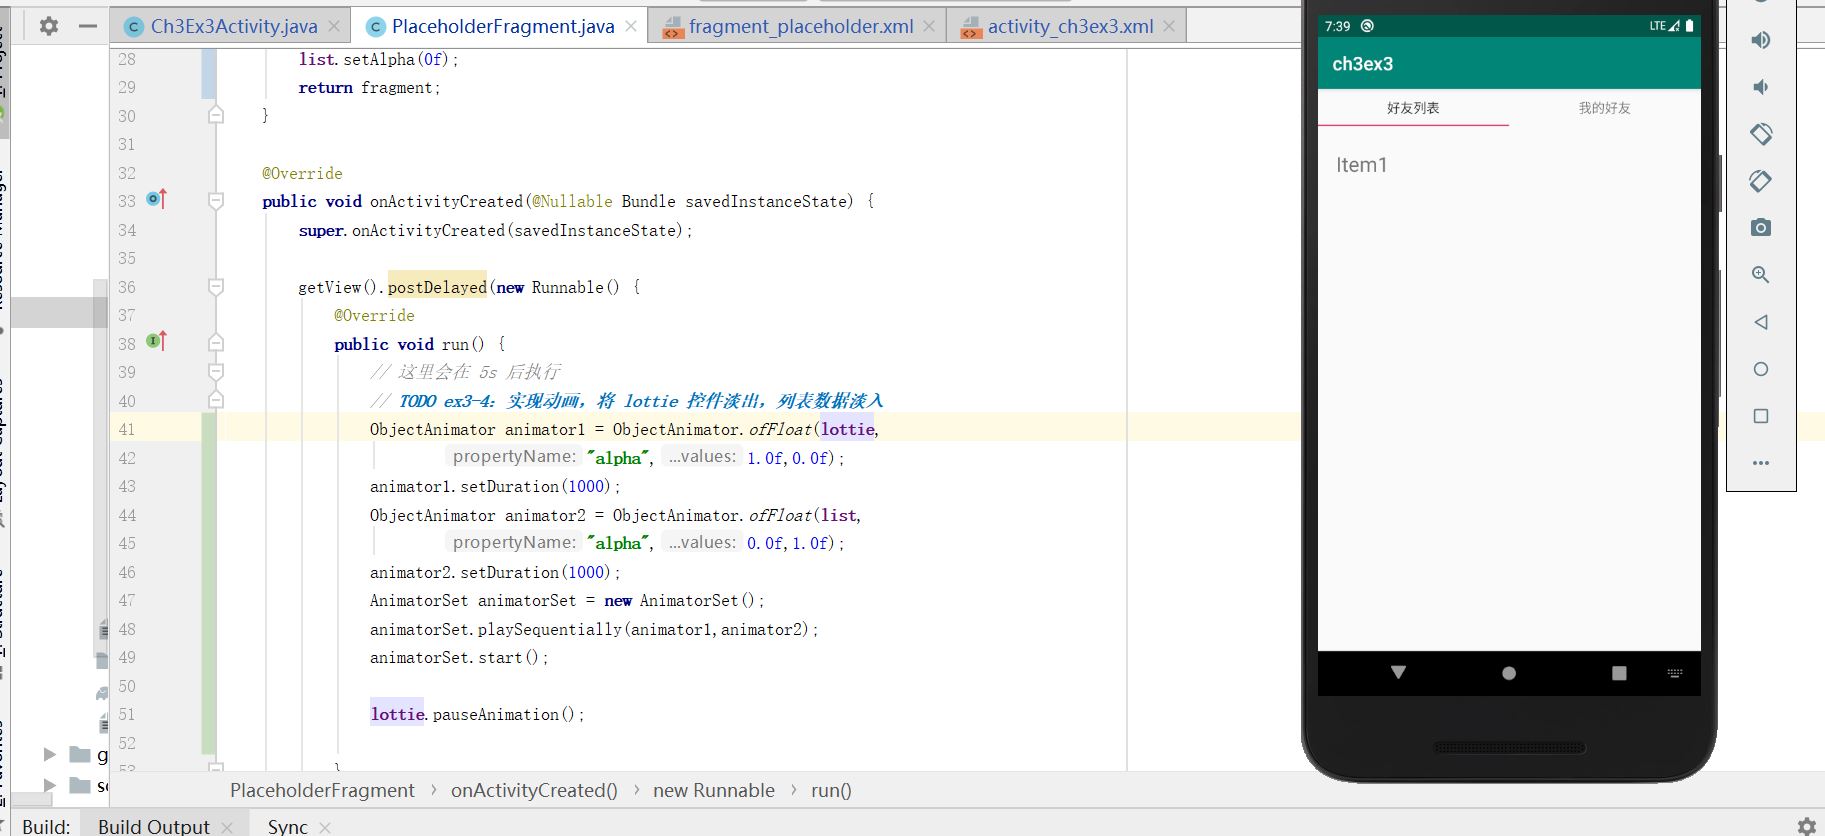 Ch3Ex3Activity.java
PlaceholderFragment.java
fragment_placeholder.xml
activity_ch3ex3.xml
28 list.setAlpha(0f);
29 return fragment;
30 }
31
32 @Override
33 public void onActivityCreated(@Nullable Bundle savedInstanceState) {
34 super.onActivityCreated(savedInstanceState);
35
36 getView().postDelayed(new Runnable() {
37 @Override
38 public void run() {
39 // 这里会在 5s 后执行
40 // TODO ex3-4: 实现动画，将 lottie 控件淡出，列表数据淡入
41 ObjectAnimator animator1 = ObjectAnimator.ofFloat(lottie,
42 propertyName: "alpha", ...values: 1.0f,0.0f);
43 animator1.setDuration(1000);
44 ObjectAnimator animator2 = ObjectAnimator.ofFloat(list,
45 propertyName: "alpha", ...values: 0.0f,1.0f);
46 animator2.setDuration(1000);
47 AnimatorSet animatorSet = new AnimatorSet();
48 animatorSet.playSequentially(animator1,animator2);
49 animatorSet.start();
50
51 lottie.pauseAnimation();
52
PlaceholderFragment › onActivityCreated() › new Runnable › run()
Build: Build Output Sync
7:39 LTE
ch3ex3
好友列表 我的好友
Item1